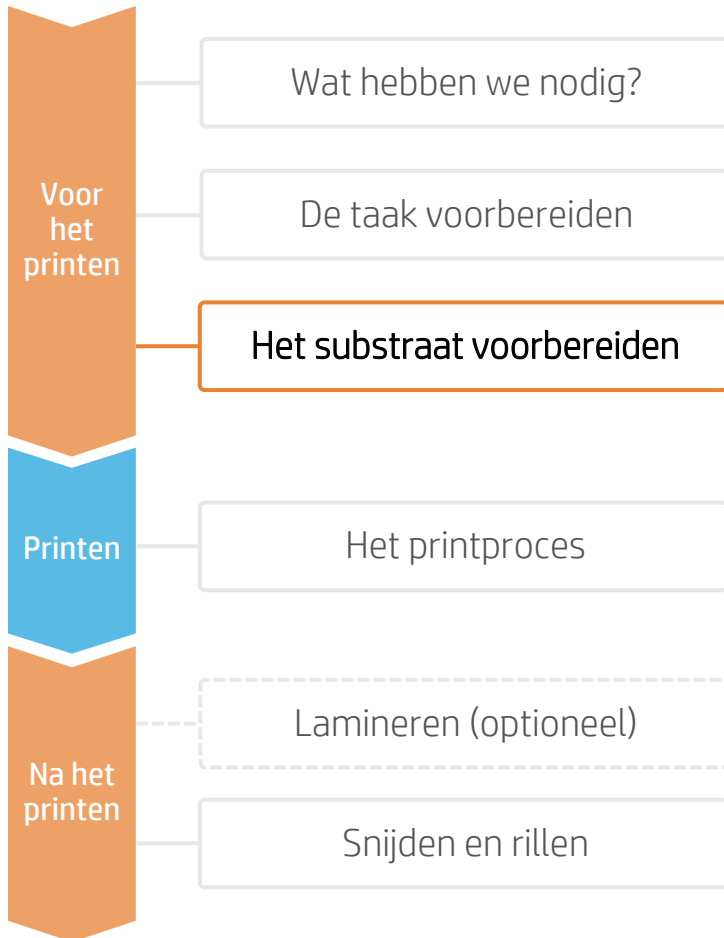 Voor
het
printen
Wat hebben we nodig?
De taak voorbereiden
Het substraat voorbereiden
Printen
Het printproces
Na het
printen
Lamineren (optioneel)
Snijden en rillen